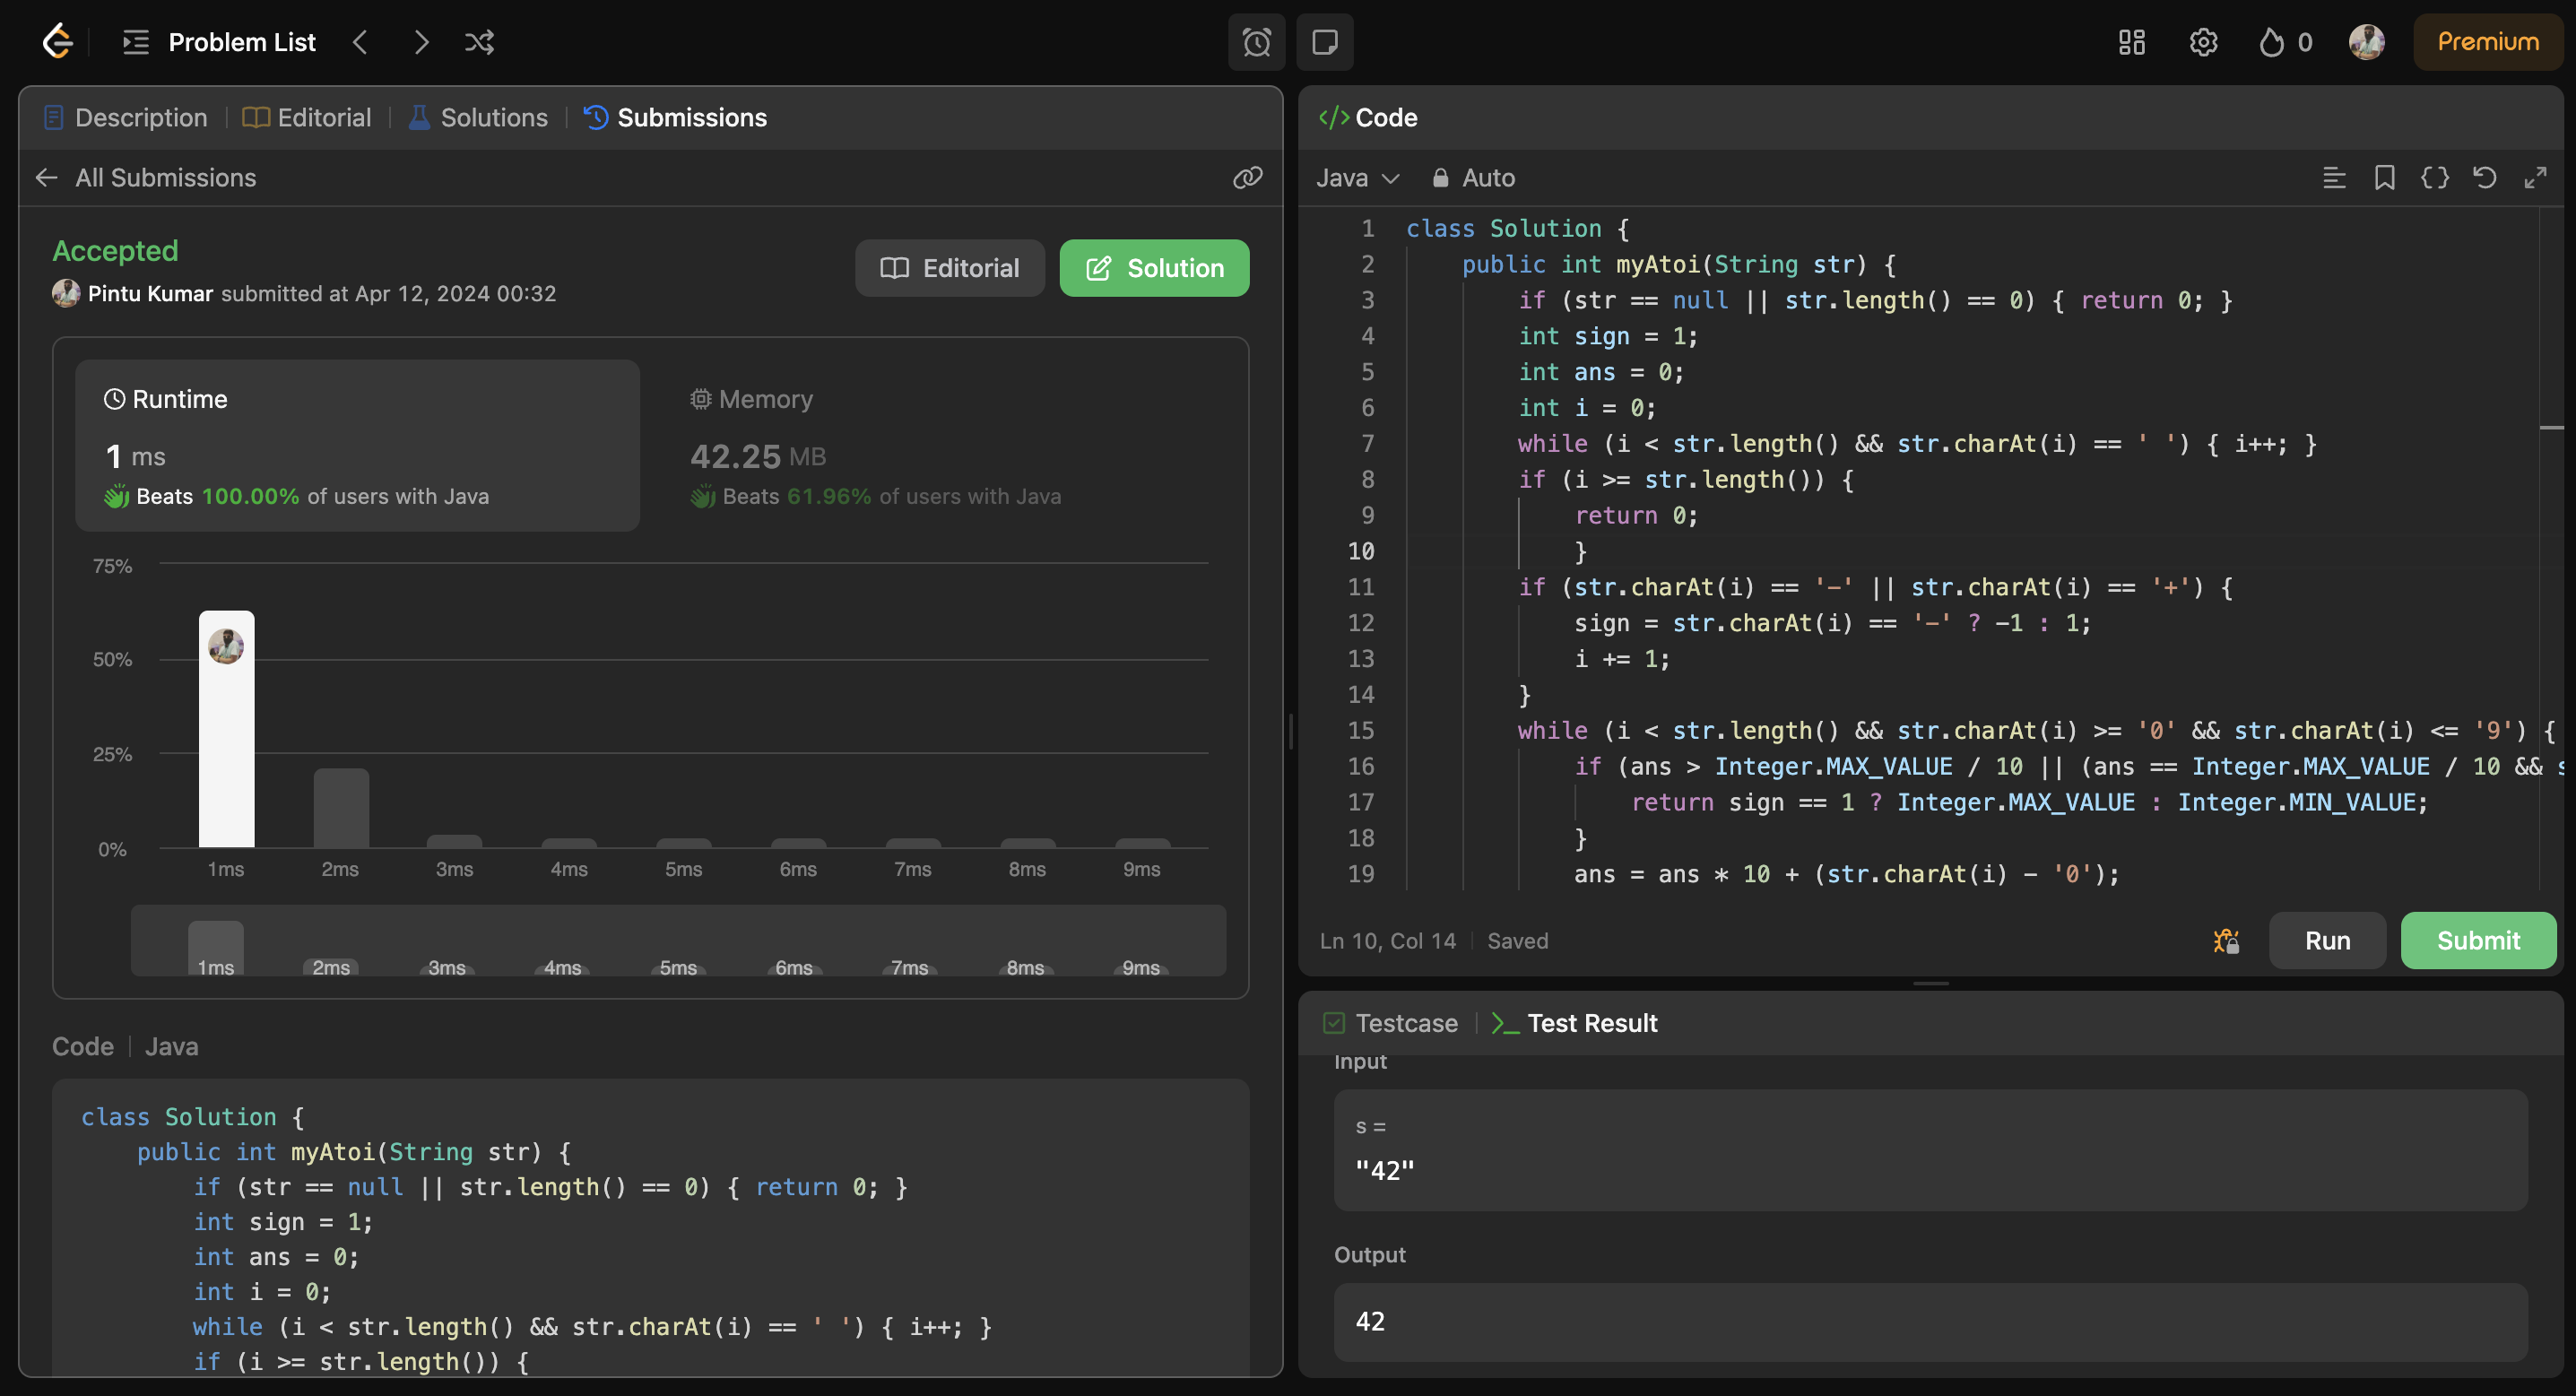 Problem List
0
Premium
Description
Editorial
Solutions
Submissions
All Submissions
Accepted
Pintu Kumar submitted at Apr 12, 2024 00:32
Editorial
Solution
Runtime
1 ms
Beats 100.00% of users with Java
Memory
42.25 MB
Beats 61.96% of users with Java
75%
50%
25%
0%
1ms 2ms 3ms 4ms 5ms 6ms 7ms 8ms 9ms
1ms 2ms 3ms 4ms 5ms 6ms 7ms 8ms 9ms
Code | Java
class Solution {
    public int myAtoi(String str) {
        if (str == null || str.length() == 0) { return 0; }
        int sign = 1;
        int ans = 0;
        int i = 0;
        while (i < str.length() && str.charAt(i) == ' ') { i++; }
        if (i >= str.length()) {
</> Code
Java
Auto
1 class Solution {
2     public int myAtoi(String str) {
3         if (str == null || str.length() == 0) { return 0; }
4         int sign = 1;
5         int ans = 0;
6         int i = 0;
7         while (i < str.length() && str.charAt(i) == ' ') { i++; }
8         if (i >= str.length()) {
9             return 0;
10             }
11         if (str.charAt(i) == '-' || str.charAt(i) == '+') {
12             sign = str.charAt(i) == '-' ? -1 : 1;
13             i += 1;
14         }
15         while (i < str.length() && str.charAt(i) >= '0' && str.charAt(i) <= '9') {
16             if (ans > Integer.MAX_VALUE / 10 || (ans == Integer.MAX_VALUE / 10 &&
17                 return sign == 1 ? Integer.MAX_VALUE : Integer.MIN_VALUE;
18             }
19             ans = ans * 10 + (str.charAt(i) - '0');
Ln 10, Col 14 | Saved
Run
Submit
Testcase
Test Result
Input
s =
"42"
Output
42